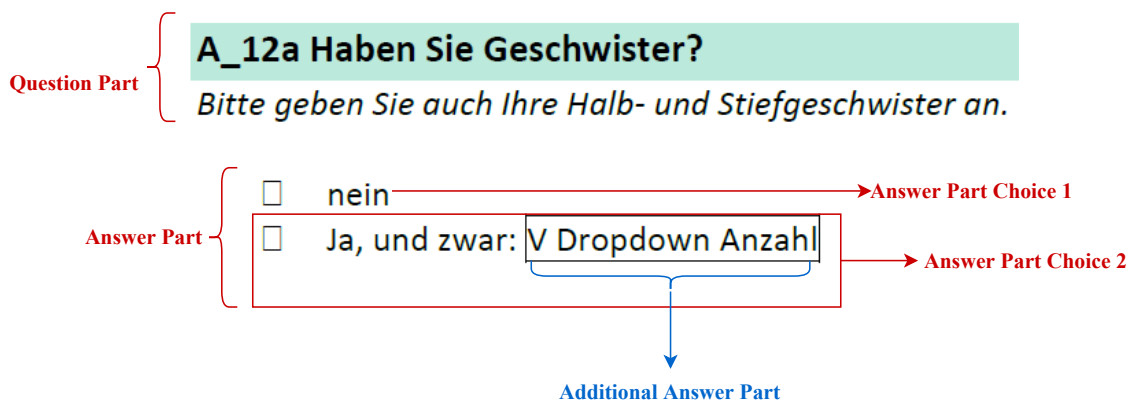 A_12a Haben Sie Geschwister?
Question Part
Bitte geben Sie auch Ihre Halb- und Stiefgeschwister an.
nein
Answer Part Choice 1
Answer Part
Ja, und zwar: V Dropdown Anzahl
Answer Part Choice 2
Additional Answer Part